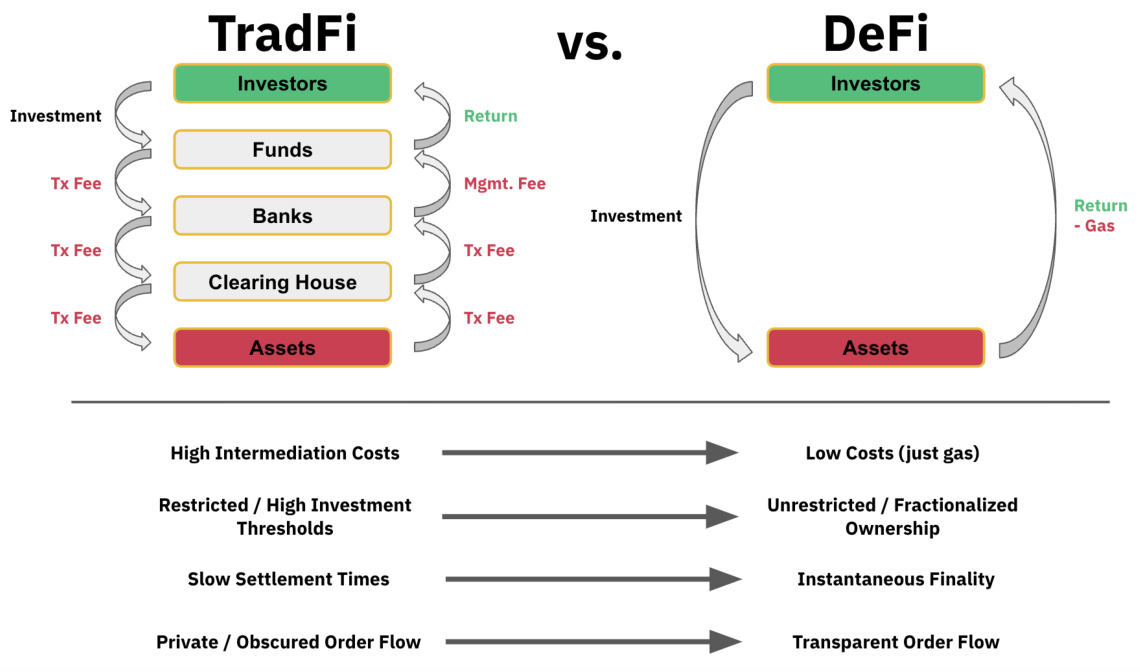 TradFi
vs.
DeFi
Investors
Funds
Banks
Clearing House
Assets
Investment
Tx Fee
Tx Fee
Tx Fee
Return
Mgmt. Fee
Tx Fee
Tx Fee
Investors
Assets
Investment
Return
- Gas
High Intermediation Costs
Low Costs (just gas)
Restricted / High Investment
Thresholds
Unrestricted / Fractionalized
Ownership
Slow Settlement Times
Instantaneous Finality
Private / Obscured Order Flow
Transparent Order Flow